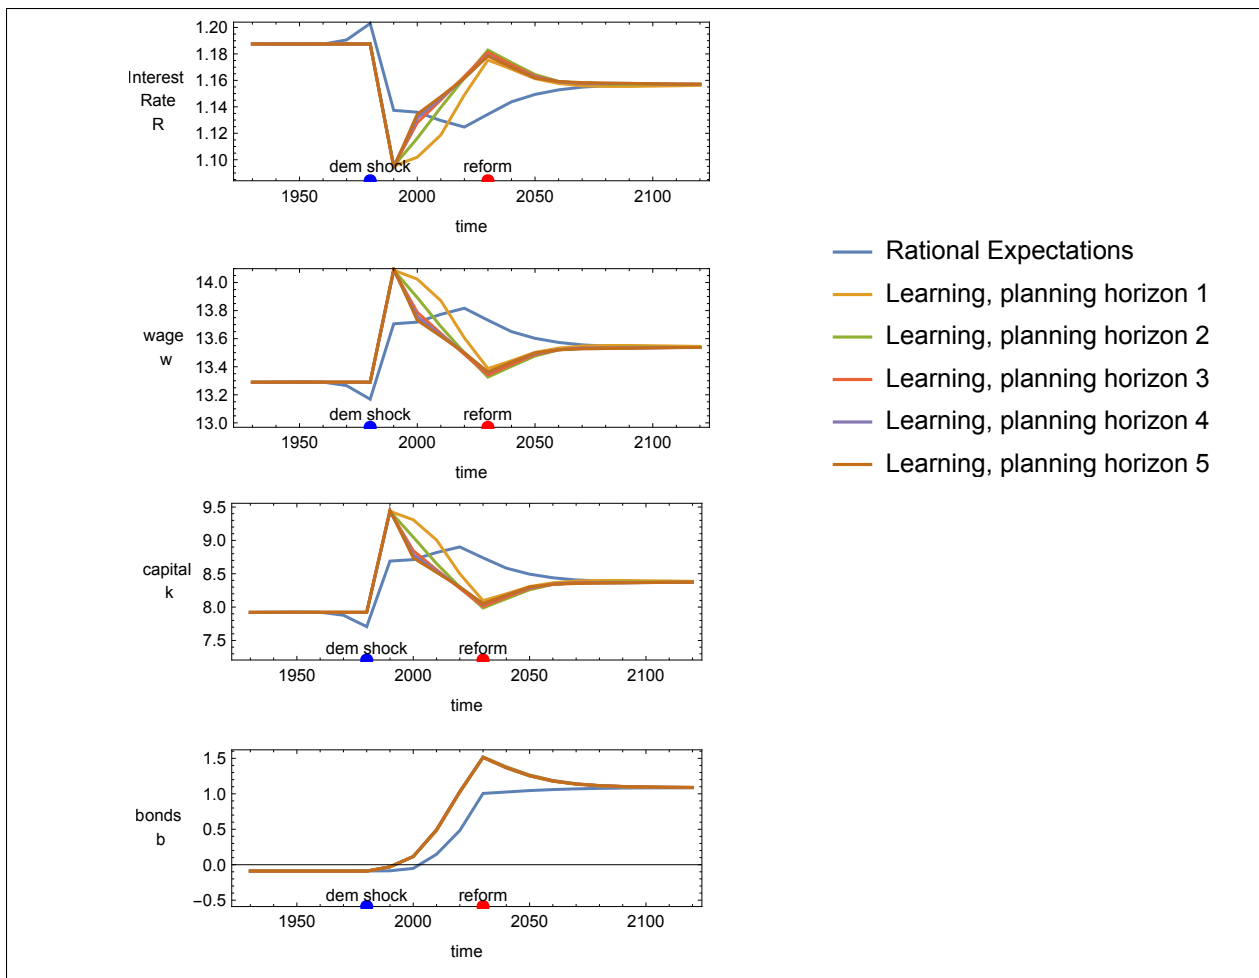 1.20
1.18
1.16
1.14
1.12
1.10
Interest
Rate
R
dem shock
reform
1950
2000
2050
2100
time
14.0
13.8
13.6
13.4
13.2
13.0
wage
w
dem shock
reform
1950
2000
2050
2100
time
9.5
9.0
8.5
8.0
7.5
capital
k
dem shock
reform
1950
2000
2050
2100
time
1.5
1.0
0.5
0.0
−0.5
bonds
b
dem shock
reform
1950
2000
2050
2100
time
Rational Expectations
Learning, planning horizon 1
Learning, planning horizon 2
Learning, planning horizon 3
Learning, planning horizon 4
Learning, planning horizon 5